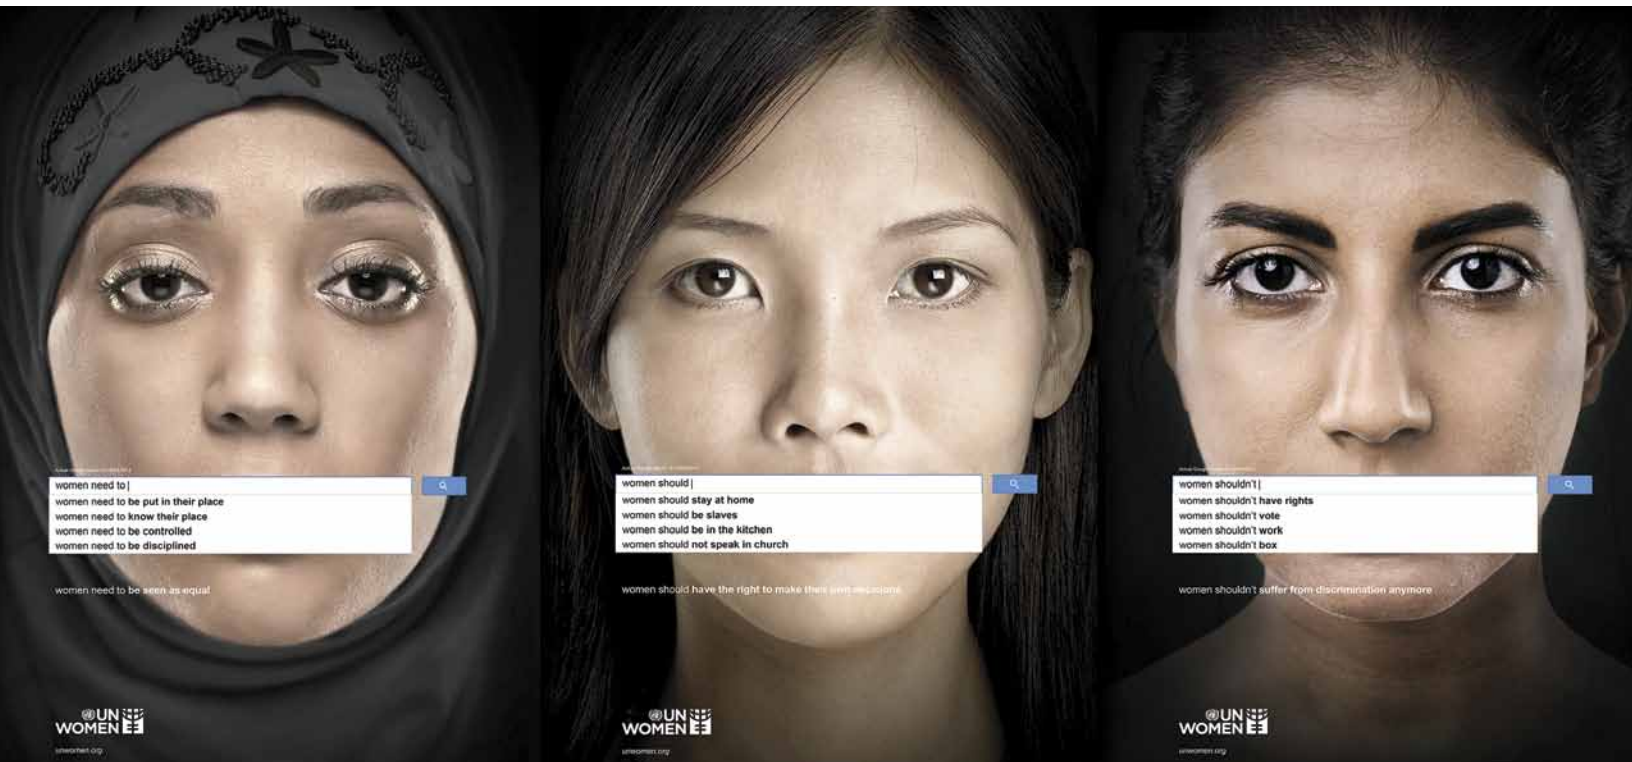 women need to
women need to be put in their place
women need to know their place
women need to be controlled
women need to be disciplined
women need to be seen as equal
UN
WOMEN
unwomen.org
women should
women should stay at home
women should be slaves
women should be in the kitchen
women should not speak in church
women should have the right to make their own decisions
UN
WOMEN
unwomen.org
women shouldn't
women shouldn't have rights
women shouldn't vote
women shouldn't work
women shouldn't box
women shouldn't suffer from discrimination anymore
UN
WOMEN
unwomen.org